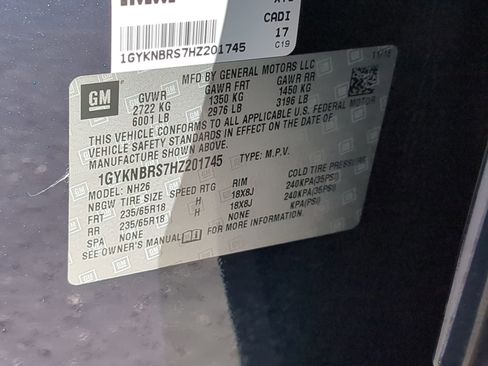 CADI
17
C19
1GYKNBRS7HZ201745
MFD BY GENERAL MOTORS LLC 11/16
GM GVWR GAWR FRT GAWR RR
2722 KG 1350 KG 1450 KG
6001 LB 2976 LB 3196 LB
THIS VEHICLE CONFORMS TO ALL APPLICABLE U.S. FEDERAL MOTOR
VEHICLE SAFETY STANDARDS IN EFFECT ON THE DATE OF
MANUFACTURE SHOWN ABOVE.
1GYKNBRS7HZ201745 TYPE: M.P.V.
MODEL: NH26
NBGW TIRE SIZE SPEED RTG RIM COLD TIRE PRESSURE
FRT 235/65R18 H 18X8J 240KPA(35PSI)
RR 235/65R18 H 18X8J 240KPA(35PSI)
SPA NONE NONE KPA(PSI)
SEE OWNER'S MANUAL FOR MORE INFORMATION.